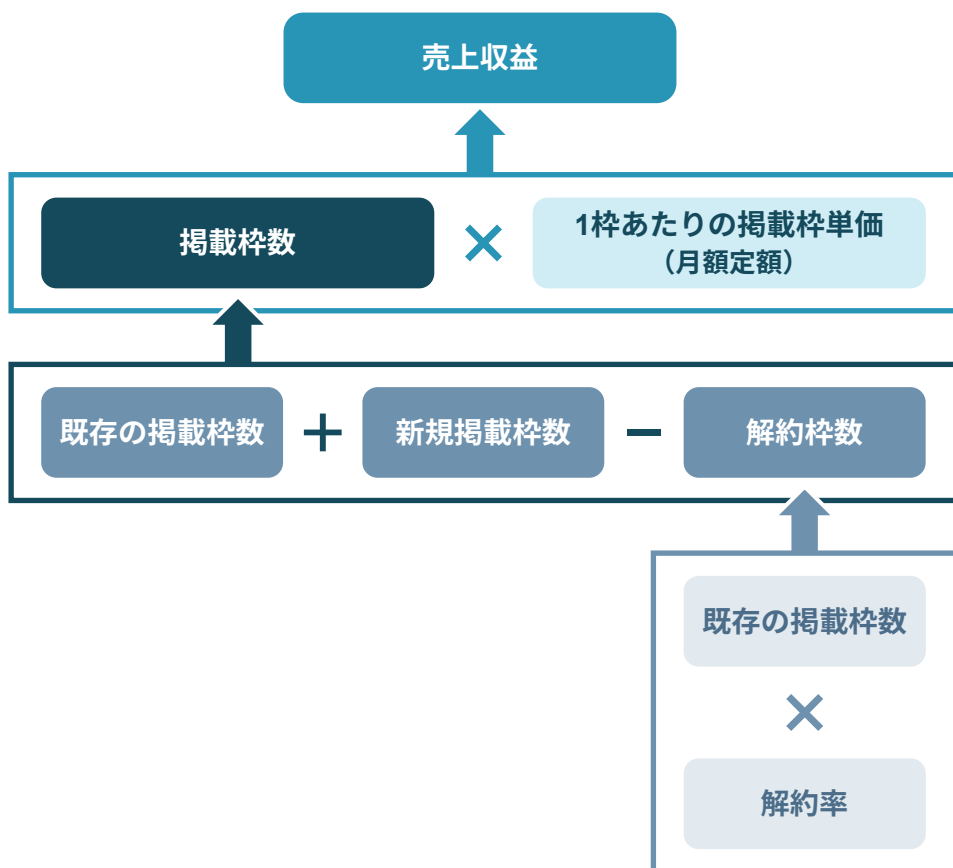 売上収益
掲載枠数
×
1枠あたりの掲載枠単価
（月額定額）
既存の掲載枠数
＋
新規掲載枠数
−
解約枠数
既存の掲載枠数
×
解約率